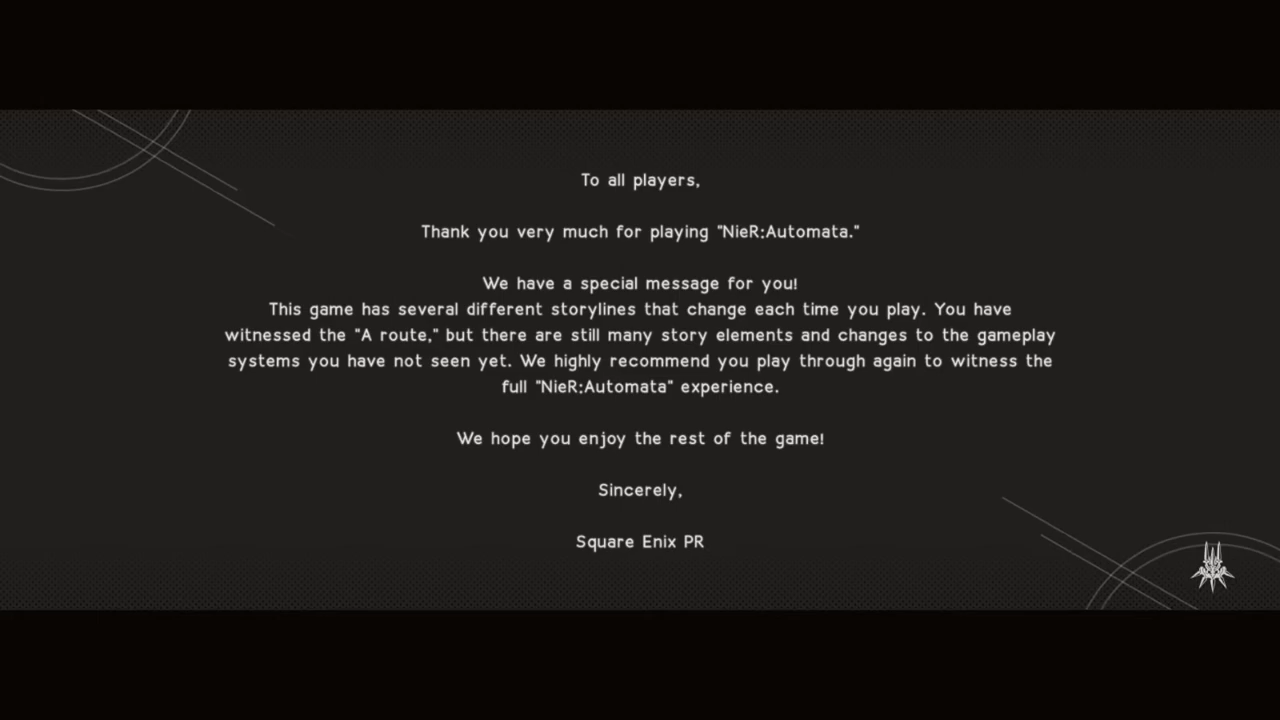 To all players,
Thank you very much for playing "NieR:Automata."
We have a special message for you!
This game has several different storylines that change each time you play. You have
witnessed the "A route," but there are still many story elements and changes to the gameplay
systems you have not seen yet. We highly recommend you play through again to witness the
full "NieR:Automata" experience.
We hope you enjoy the rest of the game!
Sincerely,
Square Enix PR